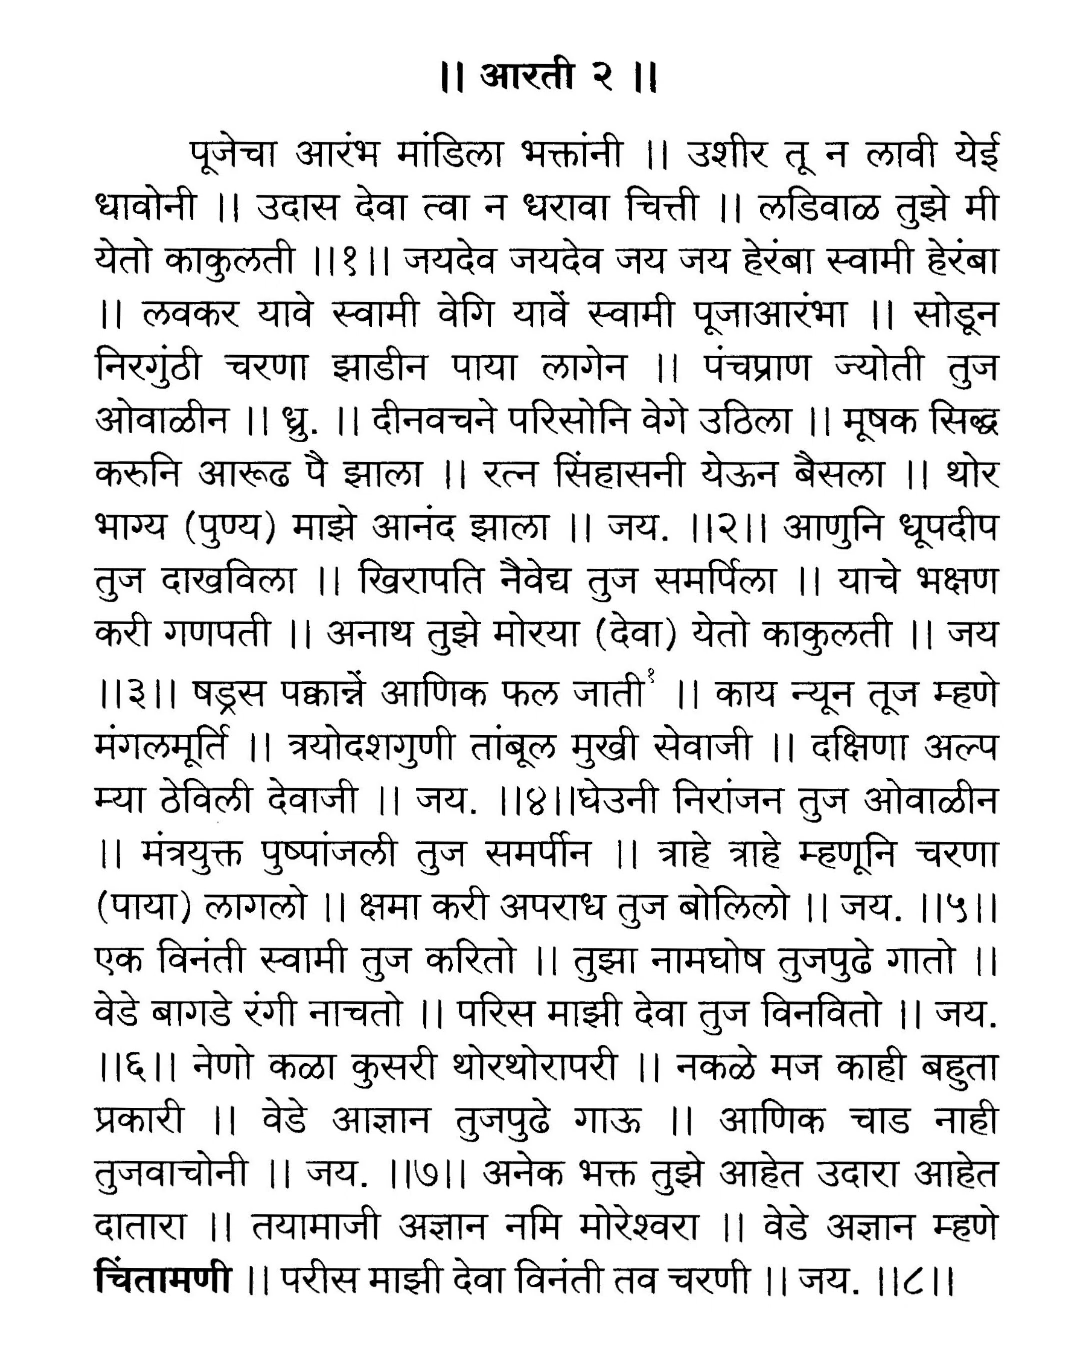 || आरती २ ||
पूजेचा आरंभ मांडिला भक्तांनी || उशीर तू न लावी येई
धावोनी || उदास देवा त्वा न धरावा चित्ती || लडिवाळ तुझे मी
येतो काकुलती ||१|| जयदेव जयदेव जय जय हेरंबा स्वामी हेरंबा
|| लवकर यावे स्वामी वेगि यावें स्वामी पूजाआरंभा || सोडून
निरगुंठी चरणा झाडीन पाया लागेन || पंचप्राण ज्योती तुज
ओवाळीन || ध्रु. || दीनवचने परिसोनि वेगे उठिला || मूषक सिद्ध
करुनि आरूढ पै झाला || रत्न सिंहासनी येऊन बैसला || थोर
भाग्य (पुण्य) माझे आनंद झाला || जय. ||२|| आणुनि धूपदीप
तुज दाखविला || खिरापति नैवेद्य तुज समर्पिला || याचे भक्षण
करी गणपती || अनाथ तुझे मोरया (देवा) येतो काकुलती || जय
||३|| षड्रस पक्वान्नें आणिक फल जाती१ || काय न्यून तूज म्हणे
मंगलमूर्ति || त्रयोदशगुणी तांबूल मुखी सेवाजी || दक्षिणा अल्प
म्या ठेविली देवाजी || जय. ||४||घेउनी निरांजन तुज ओवाळीन
|| मंत्रयुक्त पुष्पांजली तुज समर्पीन || त्राहे त्राहे म्हणूनि चरणा
(पाया) लागलो || क्षमा करी अपराध तुज बोलिलो || जय. ||५||
एक विनंती स्वामी तुज करितो || तुझा नामघोष तुजपुढे गातो ||
वेडे बागडे रंगी नाचतो || परिस माझी देवा तुज विनवितो || जय.
||६|| नेणो कळा कुसरी थोरथोरापरी || नकळे मज काही बहुता
प्रकारी || वेडे आज्ञान तुजपुढे गाऊ || आणिक चाड नाही
तुजवाचोनी || जय. ||७|| अनेक भक्त तुझे आहेत उदारा आहेत
दातारा || तयामाजी अज्ञान नमि मोरेश्वरा || वेडे अज्ञान म्हणे
चिंतामणी || परीस माझी देवा विनंती तव चरणी || जय. ||८||